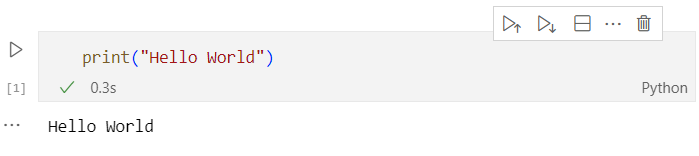 print("Hello World")
[1]
0.3s
Python
Hello World